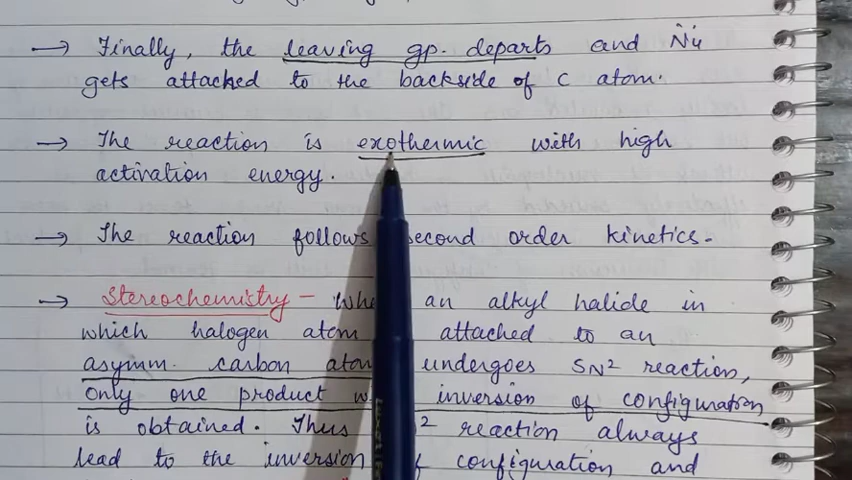 → Finally, the leaving gp. departs and Nu
gets attached to the backside of C atom.
→ The reaction is exothermic with high
activation energy.
→ The reaction follows second order kinetics.
→ Stereochemistry - an alkyl halide in
which halogen atom attached to an
asymm. carbon atom undergoes SN² reaction,
only one product inversion of configuration
is obtained. Thus reaction always
lead to the inversion of configuration and